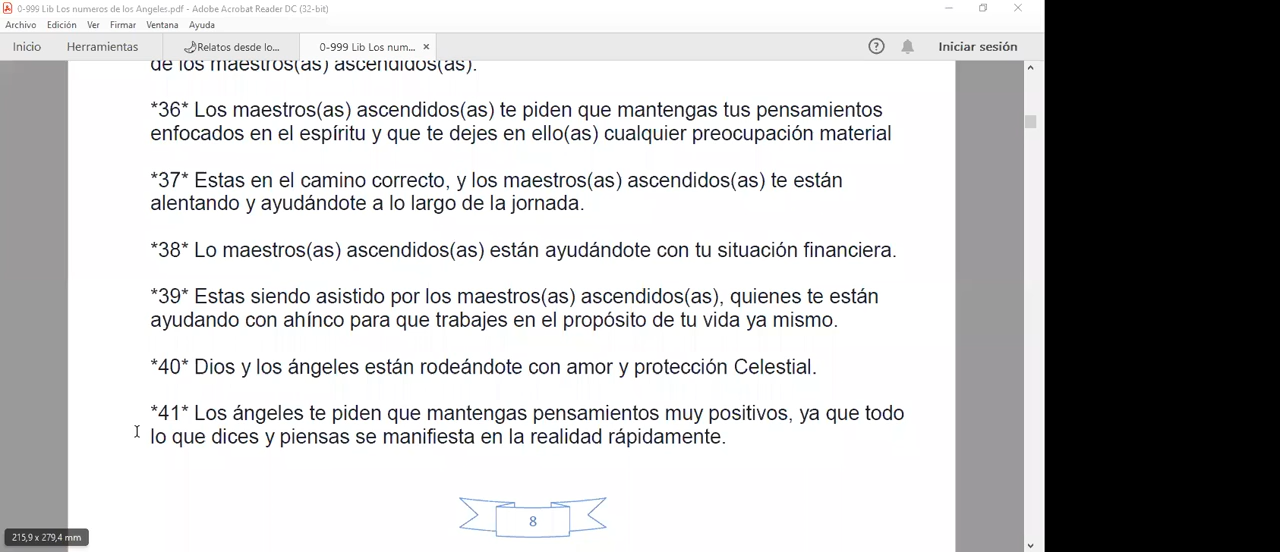 0-999 Lib Los numeros de los Angeles.pdf - Adobe Acrobat Reader DC (32-bit)
Archivo Edición Ver Firmar Ventana Ayuda
Inicio Herramientas Relatos desde lo... 0-999 Lib Los num... × ? Iniciar sesión
de los maestros(as) ascendidos(as).
*36* Los maestros(as) ascendidos(as) te piden que mantengas tus pensamientos
enfocados en el espíritu y que te dejes en ello(as) cualquier preocupación material
*37* Estas en el camino correcto, y los maestros(as) ascendidos(as) te están
alentando y ayudándote a lo largo de la jornada.
*38* Lo maestros(as) ascendidos(as) están ayudándote con tu situación financiera.
*39* Estas siendo asistido por los maestros(as) ascendidos(as), quienes te están
ayudando con ahínco para que trabajes en el propósito de tu vida ya mismo.
*40* Dios y los ángeles están rodeándote con amor y protección Celestial.
*41* Los ángeles te piden que mantengas pensamientos muy positivos, ya que todo
lo que dices y piensas se manifiesta en la realidad rápidamente.
8
215,9 x 279,4 mm